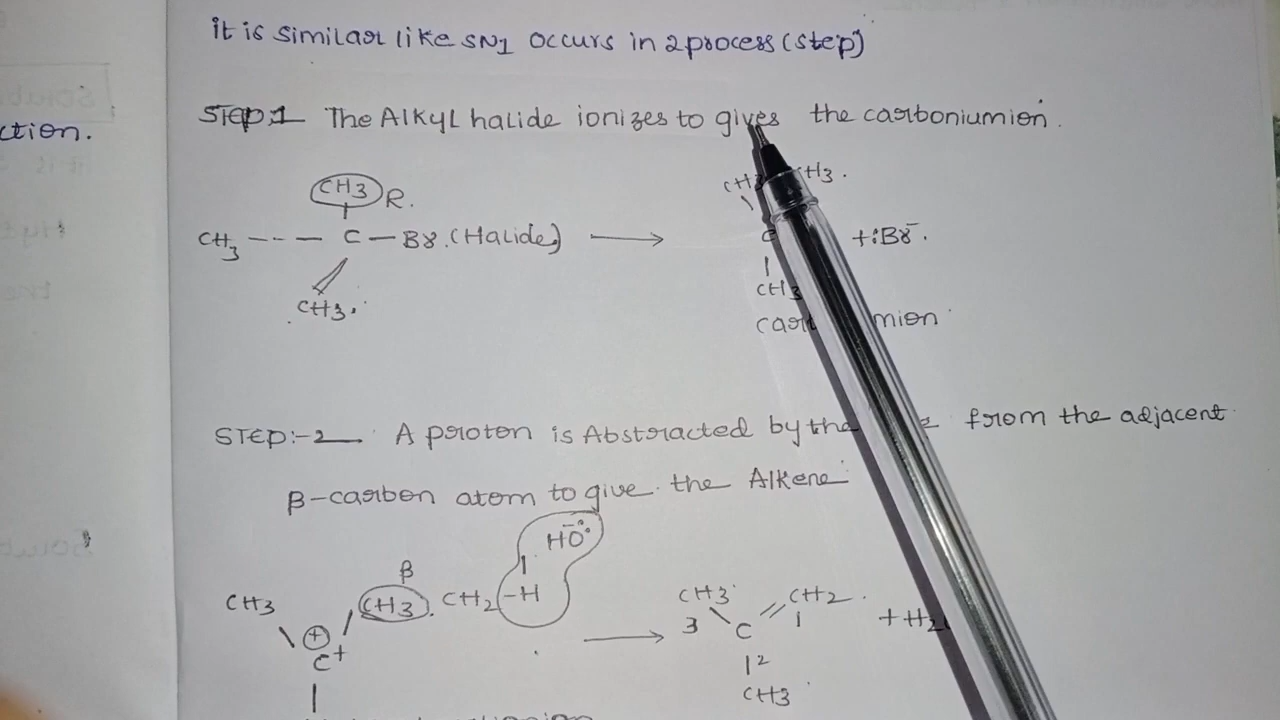 it is similar like SN1 occurs in 2 process (step)
ction.
STEP:1 The Alkyl halide ionizes to gives the carboniumion.
CH3 R.
CH3 --- C — Br. (Halide) ⟶ C + :Br⁻.
CH3.
CH3
STEP:-2 A proton is Abstracted by the from the adjacent
β-carbon atom to give the Alkene
HO⁻:
β
CH3 CH3. CH2 -H CH3 CH2.
⊕ ⟶ 3 C 1 + H2
C+ 2
CH3